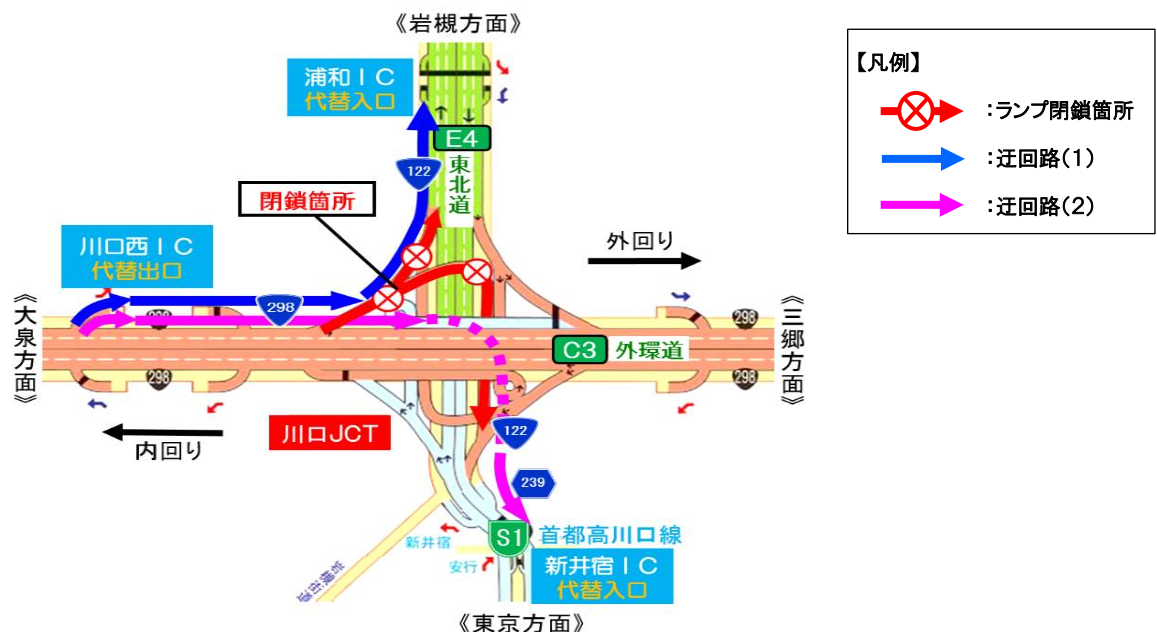 《岩槻方面》
浦和ＩＣ
代替入口
E4
東北道
122
閉鎖箇所
川口西ＩＣ
代替出口
外回り
298
《大泉方面》
《三郷方面》
298
C3
外環道
298
298
298
川口JCT
内回り
122
239
S1
首都高川口線
新井宿
安行
新井宿ＩＣ
代替入口
岩槻街道
《東京方面》
【凡例】
：ランプ閉鎖箇所
：迂回路（１）
：迂回路（２）